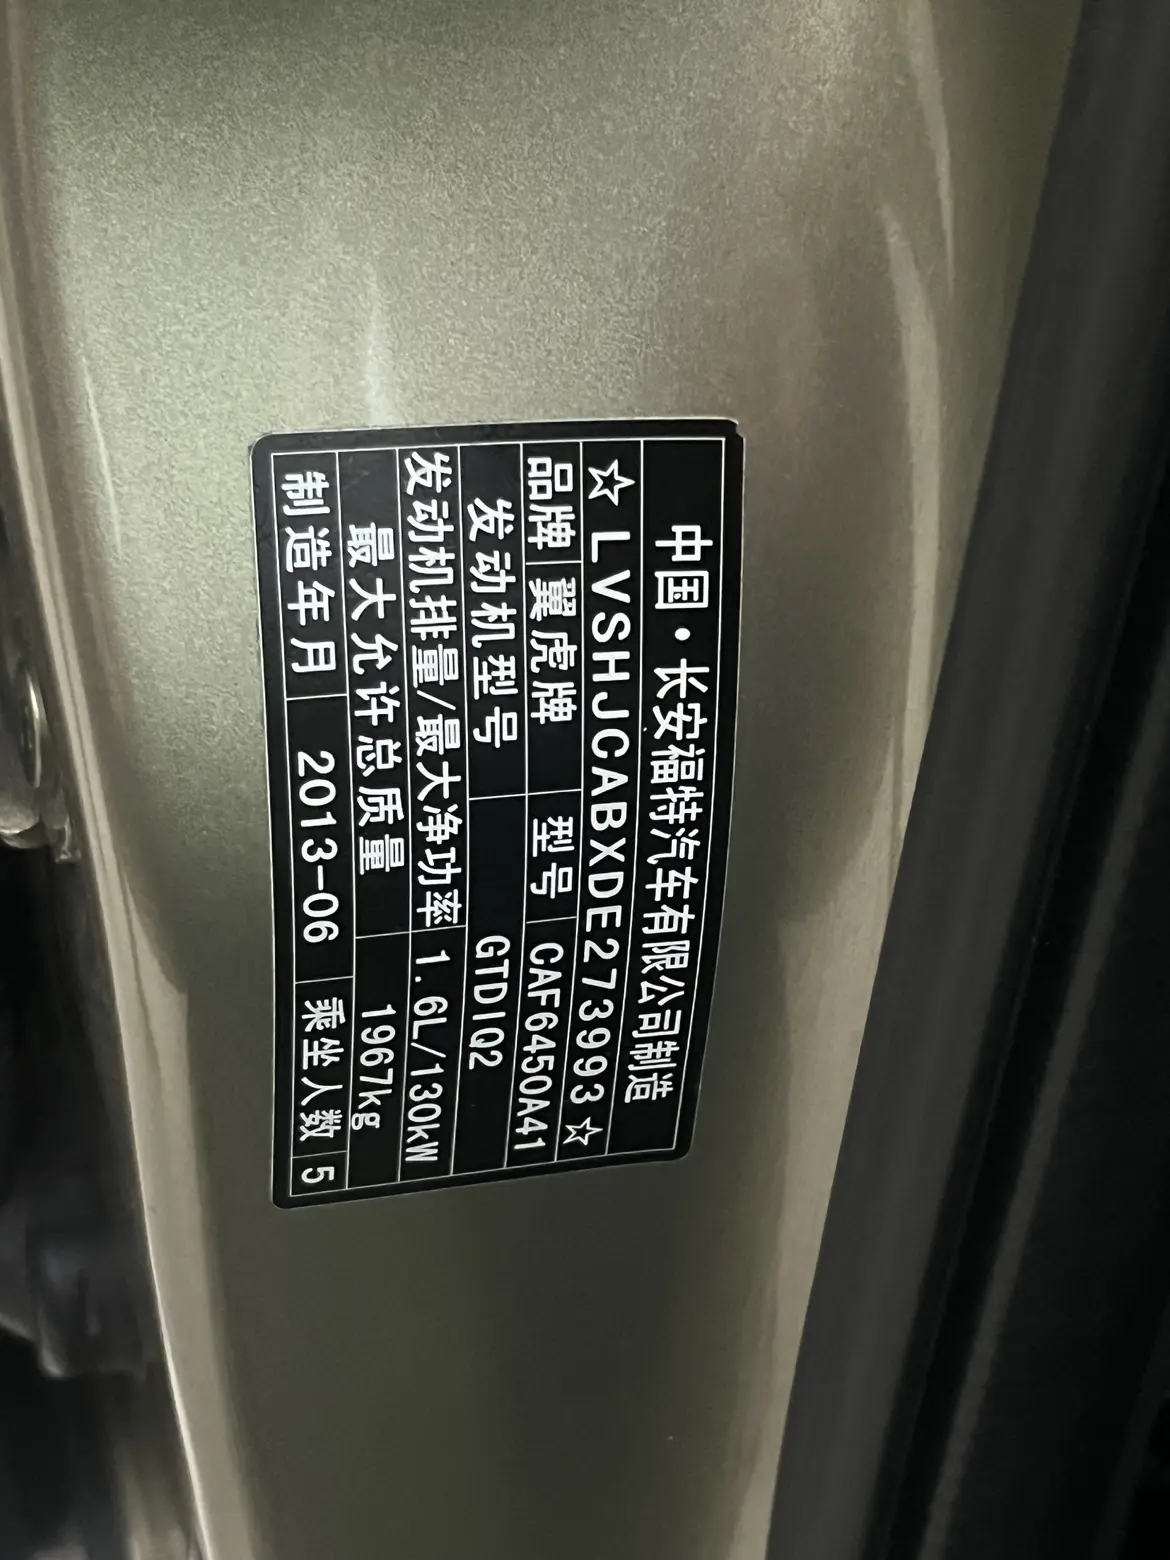 中国·长安福特汽车有限公司制造
☆LVSHJCABXDE273993☆
品牌 翼虎牌 型号 CAF6450A41
发动机型号 GTDIQ2
发动机排量/最大净功率 1.6L/130kW
最大允许总质量 1967kg
制造年月 2013-06 乘坐人数 5